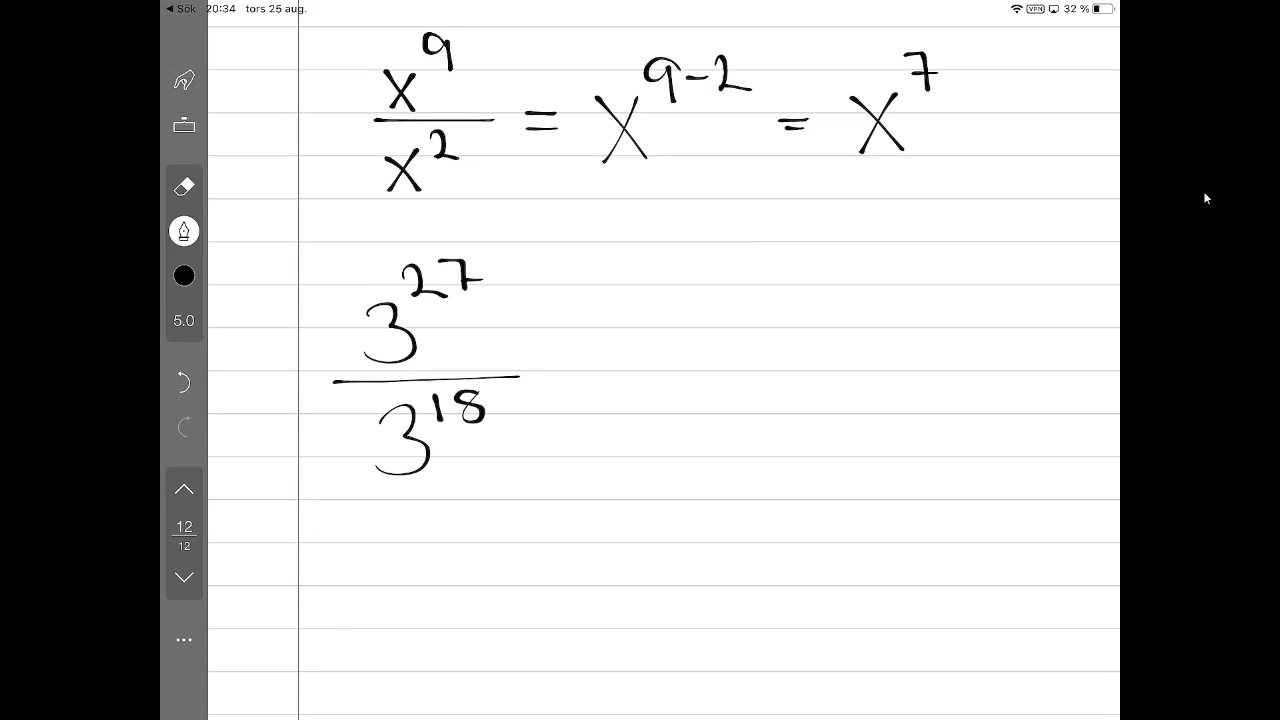 Sök 20:34 tors 25 aug. VPN 32 %
x^9 / x^2 = x^{9-2} = x^7
3^{27} / 3^{18}
5.0
12
12